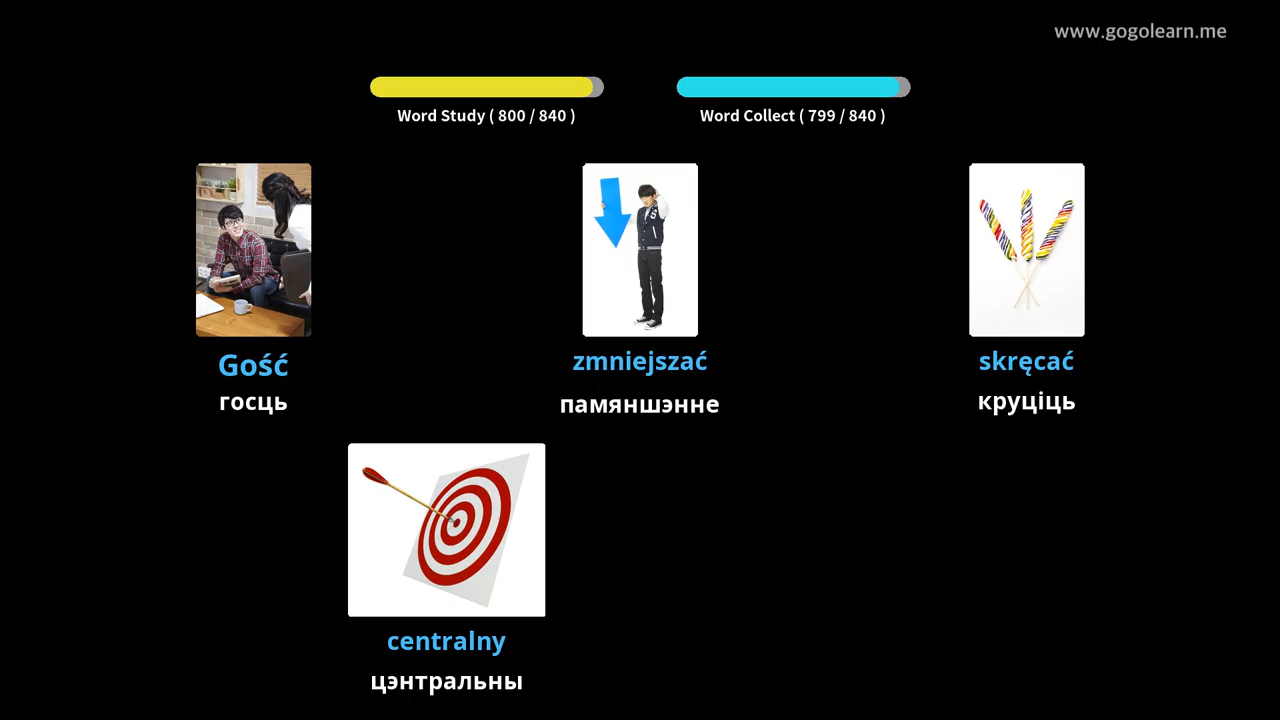 www.gogolearn.me
Word Study ( 800 / 840 )
Word Collect ( 799 / 840 )
Gość
zmniejszać
skręcać
госць
памяншэнне
круціць
centralny
цэнтральны